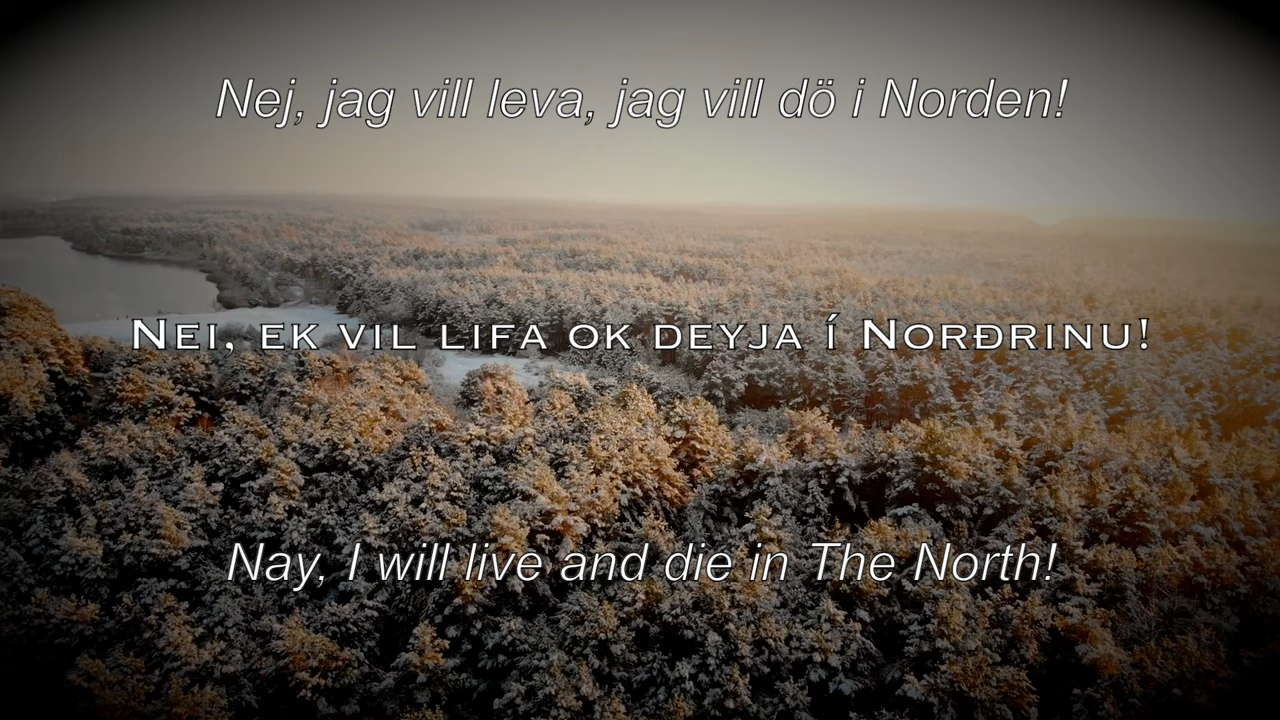 Nej, jag vill leva, jag vill dö i Norden!
Nei, ek vil lifa ok deyja í Norðrinu!
Nay, I will live and die in The North!